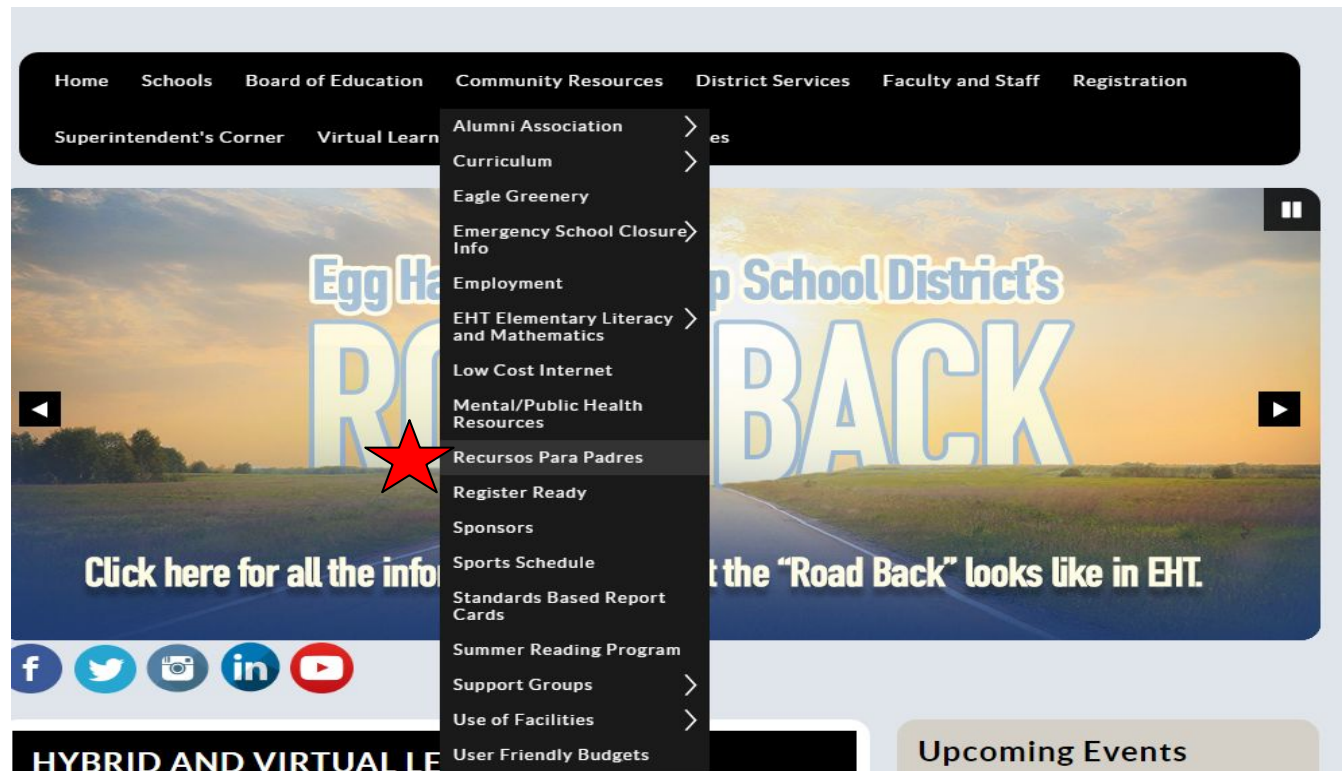 Home Schools Board of Education Community Resources District Services Faculty and Staff Registration
Superintendent's Corner Virtual Learn es
Alumni Association
Curriculum
Eagle Greenery
Emergency School Closure
Info
Employment
EHT Elementary Literacy
and Mathematics
Low Cost Internet
Mental/Public Health
Resources
Recursos Para Padres
Register Ready
Sponsors
Sports Schedule
Standards Based Report
Cards
Summer Reading Program
Support Groups
Use of Facilities
User Friendly Budgets
Egg Ha p School District's
RO BACK
Click here for all the info t the "Road Back" looks like in EHT.
f in
HYBRID AND VIRTUAL LE
Upcoming Events